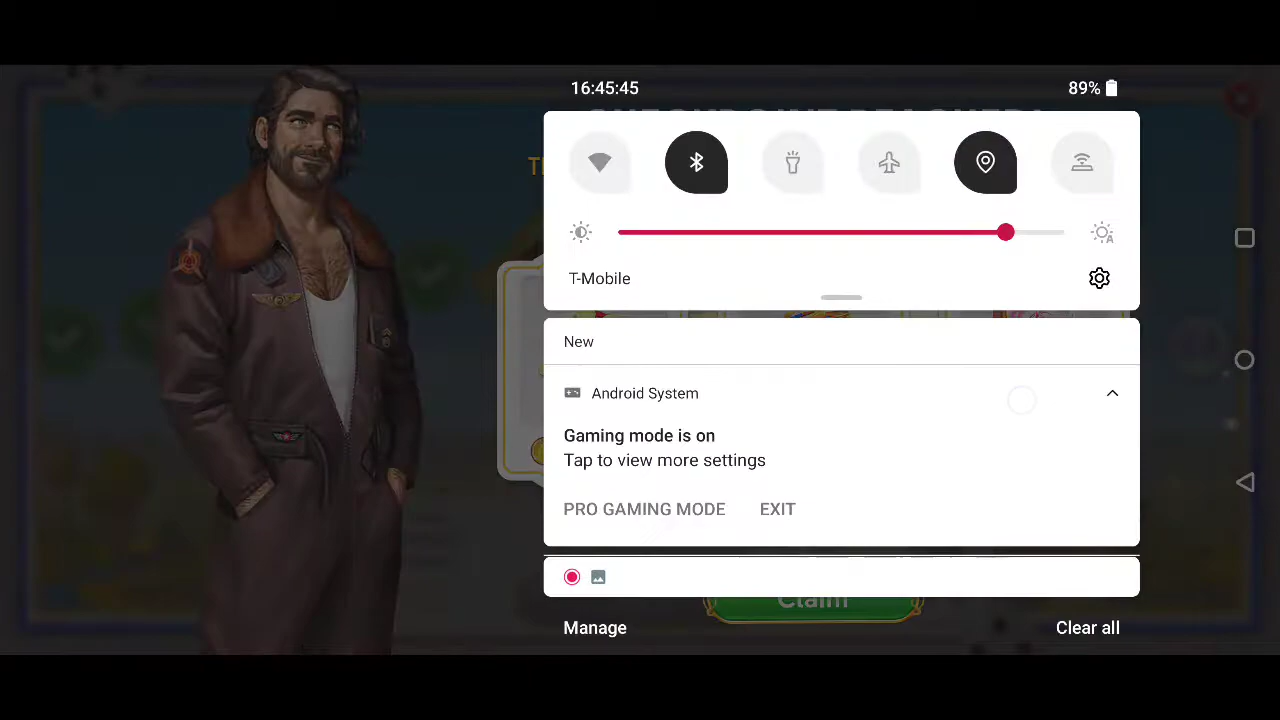 16:45:45
89%
T-Mobile
New
Android System
Gaming mode is on
Tap to view more settings
PRO GAMING MODE EXIT
Claim
Manage
Clear all